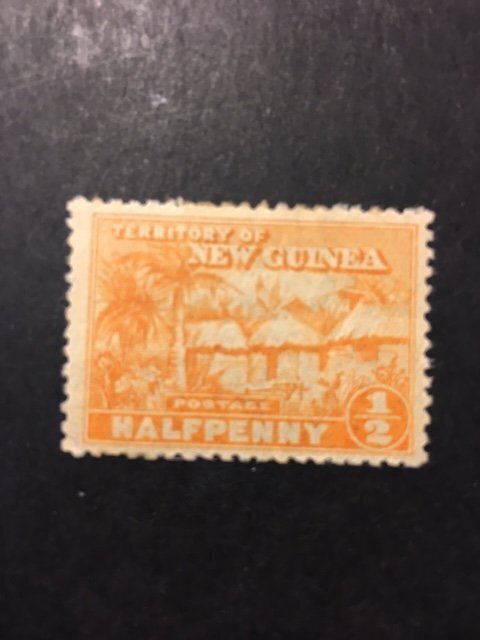 TERRITORY OF
NEW GUINEA
POSTAGE
HALFPENNY
1/2